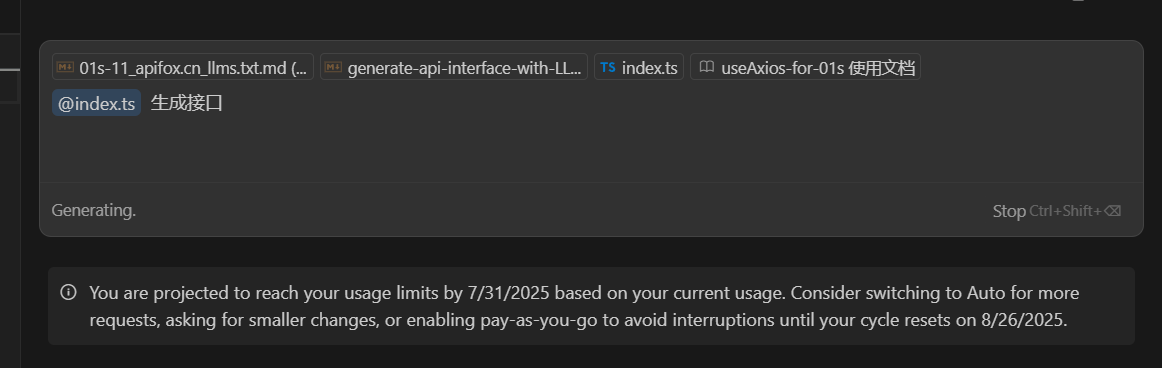 01s-11_apifox.cn_llms.txt.md (... generate-api-interface-with-LL... TS index.ts useAxios-for-01s 使用文档
@index.ts 生成接口
Generating. Stop Ctrl+Shift+⌫
You are projected to reach your usage limits by 7/31/2025 based on your current usage. Consider switching to Auto for more
requests, asking for smaller changes, or enabling pay-as-you-go to avoid interruptions until your cycle resets on 8/26/2025.